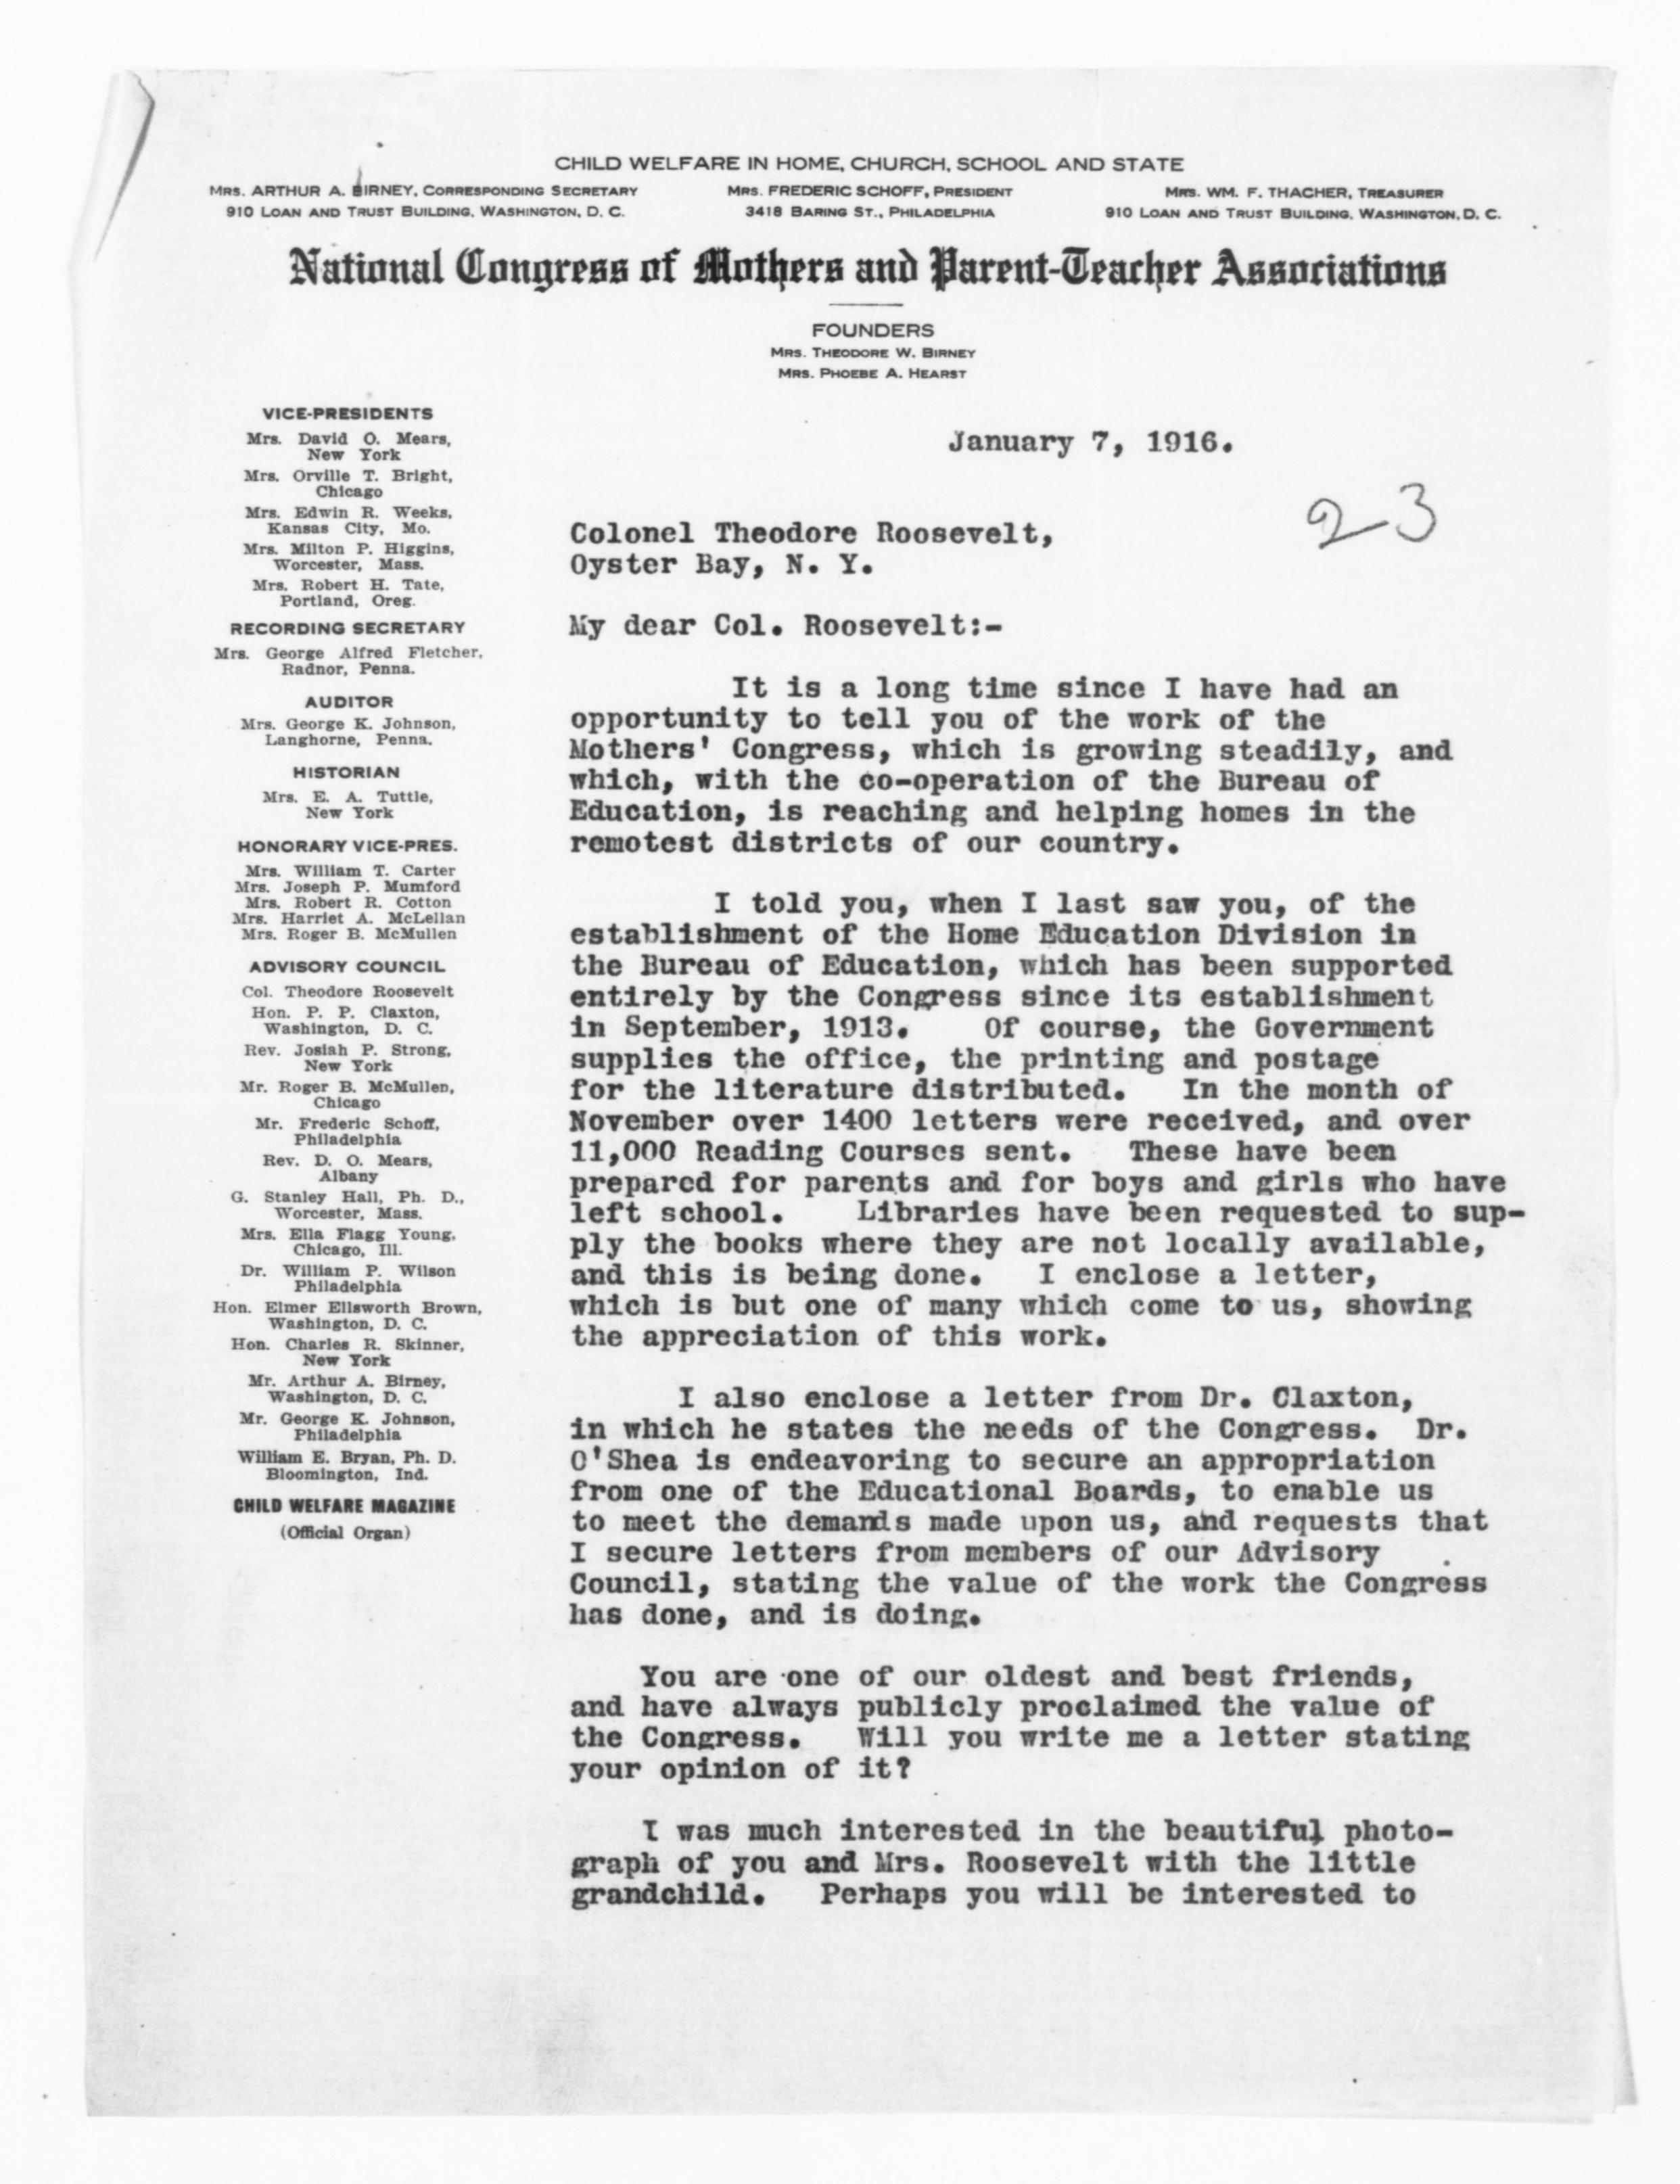 CHILD WELFARE IN HOME, CHURCH, SCHOOL AND STATE
MRS. ARTHUR A. BIRNEY, CORRESPONDING SECRETARY
910 LOAN AND TRUST BUILDING, WASHINGTON, D. C.
MRS. FREDERIC SCHOFF, PRESIDENT
3418 BARING ST., PHILADELPHIA
MRS. WM. F. THACHER, TREASURER
910 LOAN AND TRUST BUILDING, WASHINGTON, D. C.
National Congress of Mothers and Parent-Teacher Associations
FOUNDERS
MRS. THEODORE W. BIRNEY
MRS. PHOEBE A. HEARST
VICE-PRESIDENTS
Mrs. David O. Mears,
New York
Mrs. Orville T. Bright,
Chicago
Mrs. Edwin R. Weeks,
Kansas City, Mo.
Mrs. Milton P. Higgins,
Worcester, Mass.
Mrs. Robert H. Tate,
Portland, Oreg.
RECORDING SECRETARY
Mrs. George Alfred Fletcher,
Radnor, Penna.
AUDITOR
Mrs. George K. Johnson,
Langhorne, Penna.
HISTORIAN
Mrs. E. A. Tuttle,
New York
HONORARY VICE-PRES.
Mrs. William T. Carter
Mrs. Joseph P. Mumford
Mrs. Robert R. Cotton
Mrs. Harriet A. McLellan
Mrs. Roger B. McMullen
ADVISORY COUNCIL
Col. Theodore Roosevelt
Hon. P. P. Claxton,
Washington, D. C.
Rev. Josiah P. Strong,
New York
Mr. Roger B. McMullen,
Chicago
Mr. Frederic Schoff,
Philadelphia
Rev. D. O. Mears,
Albany
G. Stanley Hall, Ph. D.,
Worcester, Mass.
Mrs. Ella Flagg Young,
Chicago, Ill.
Dr. William P. Wilson
Philadelphia
Hon. Elmer Ellsworth Brown,
Washington, D. C.
Hon. Charles R. Skinner,
New York
Mr. Arthur A. Birney,
Washington, D. C.
Mr. George K. Johnson,
Philadelphia
William E. Bryan, Ph. D.
Bloomington, Ind.
CHILD WELFARE MAGAZINE
(Official Organ)
January 7, 1916.
23
Colonel Theodore Roosevelt,
Oyster Bay, N. Y.
My dear Col. Roosevelt:-
It is a long time since I have had an
opportunity to tell you of the work of the
Mothers' Congress, which is growing steadily, and
which, with the co-operation of the Bureau of
Education, is reaching and helping homes in the
remotest districts of our country.
I told you, when I last saw you, of the
establishment of the Home Education Division in
the Bureau of Education, which has been supported
entirely by the Congress since its establishment
in September, 1913. Of course, the Government
supplies the office, the printing and postage
for the literature distributed. In the month of
November over 1400 letters were received, and over
11,000 Reading Courses sent. These have been
prepared for parents and for boys and girls who have
left school. Libraries have been requested to sup-
ply the books where they are not locally available,
and this is being done. I enclose a letter,
which is but one of many which come to us, showing
the appreciation of this work.
I also enclose a letter from Dr. Claxton,
in which he states the needs of the Congress. Dr.
O'Shea is endeavoring to secure an appropriation
from one of the Educational Boards, to enable us
to meet the demands made upon us, and requests that
I secure letters from members of our Advisory
Council, stating the value of the work the Congress
has done, and is doing.
You are one of our oldest and best friends,
and have always publicly proclaimed the value of
the Congress. Will you write me a letter stating
your opinion of it?
I was much interested in the beautiful photo-
graph of you and Mrs. Roosevelt with the little
grandchild. Perhaps you will be interested to